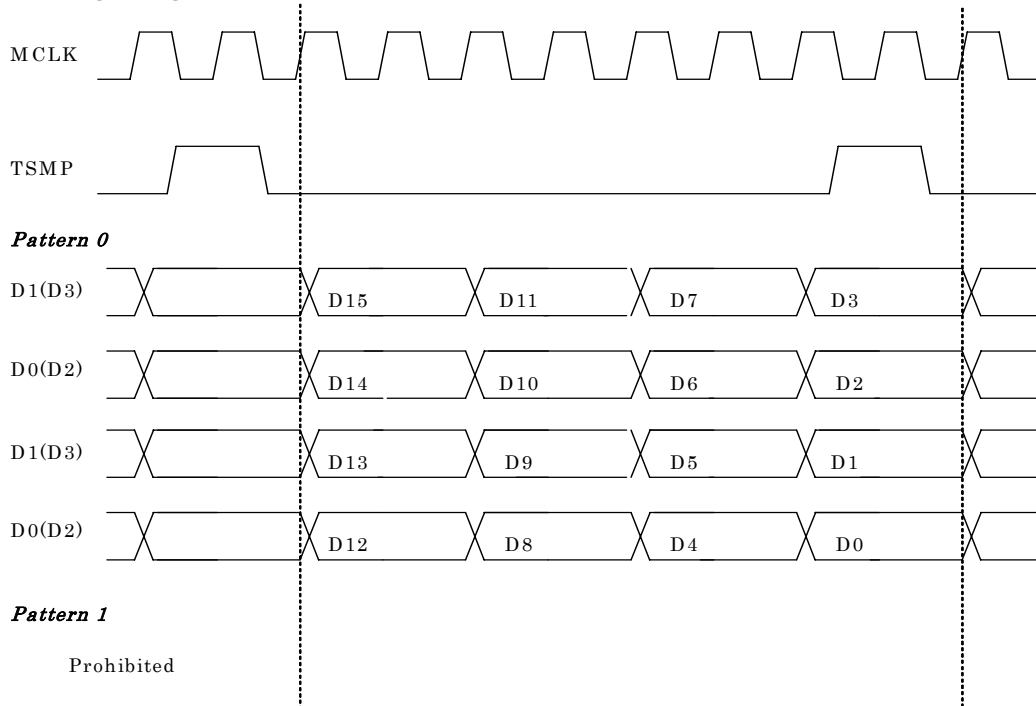 MCLK
TSMP
Pattern 0
D1(D3) D15 D11 D7 D3
D0(D2) D14 D10 D6 D2
D1(D3) D13 D9 D5 D1
D0(D2) D12 D8 D4 D0
Pattern 1
Prohibited